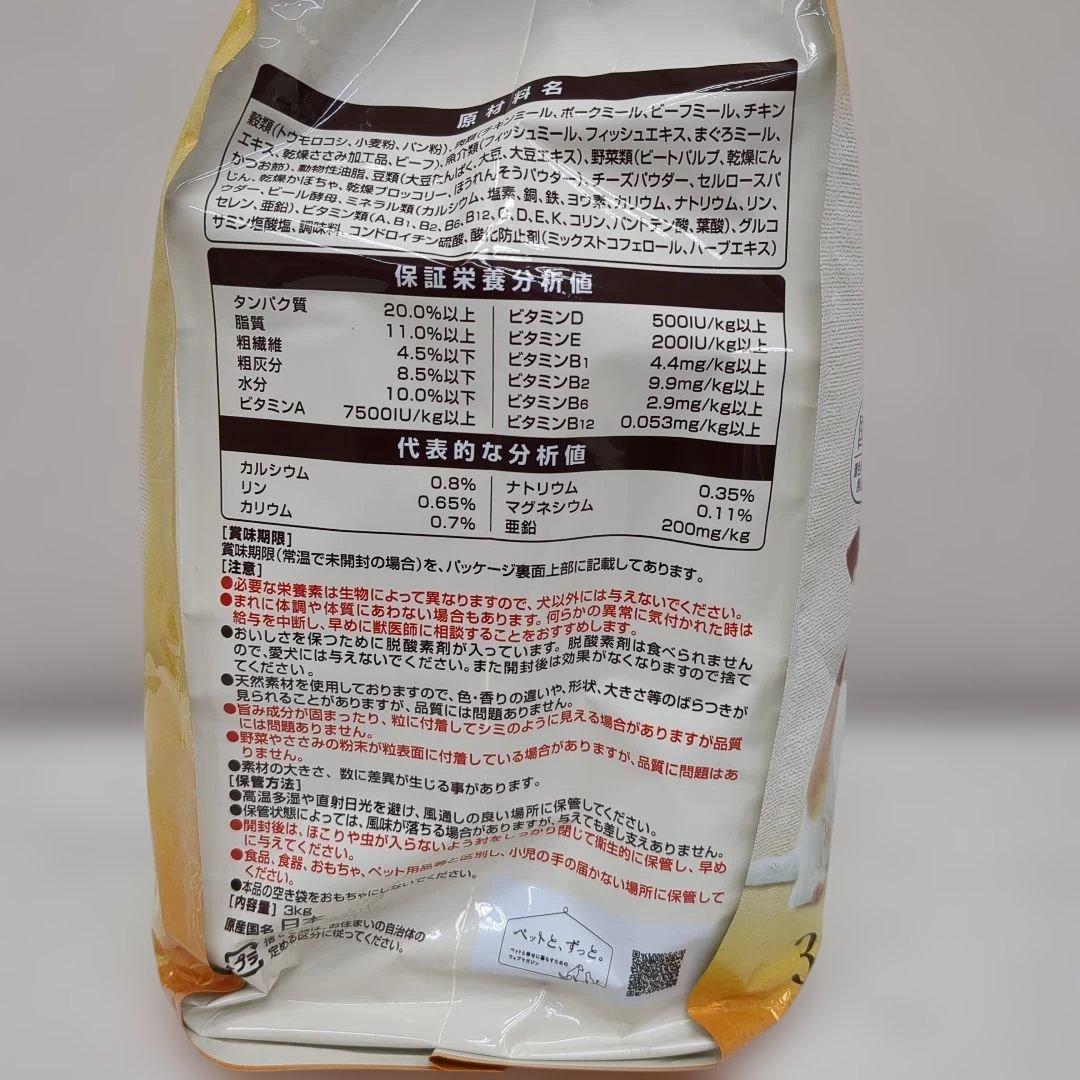 原材料名
穀類(トウモロコシ、小麦粉、パン粉)、肉類(チキンミール、ポークミール、ビーフミール、チキン
エキス、乾燥ささみ加工品、ビーフ)、魚介類(フィッシュミール、フィッシュエキス、まぐろミール、
かつお節)、動物性油脂、豆類(大豆たんぱく、大豆、大豆エキス)、野菜類(ビートパルプ、乾燥にん
じん、乾燥かぼちゃ、乾燥ブロッコリー、ほうれんそうパウダー)、チーズパウダー、セルロースパ
ウダー、ビール酵母、ミネラル類(カルシウム、塩素、銅、鉄、ヨウ素、カリウム、ナトリウム、リン、
セレン、亜鉛)、ビタミン類(A、B1、B2、B6、B12、C、D、E、K、コリン、パントテン酸、葉酸)、グルコ
サミン塩酸塩、調味料、コンドロイチン硫酸、酸化防止剤(ミックストコフェロール、ハーブエキス)
保証栄養分析値
タンパク質 20.0%以上 ビタミンD 500IU/kg以上
脂質 11.0%以上 ビタミンE 200IU/kg以上
粗繊維 4.5%以下 ビタミンB1 4.4mg/kg以上
粗灰分 8.5%以下 ビタミンB2 9.9mg/kg以上
水分 10.0%以下 ビタミンB6 2.9mg/kg以上
ビタミンA 7500IU/kg以上 ビタミンB12 0.053mg/kg以上
代表的な分析値
カルシウム 0.8% ナトリウム 0.35%
リン 0.65% マグネシウム 0.11%
カリウム 0.7% 亜鉛 200mg/kg
[賞味期限]
賞味期限(常温で未開封の場合)を、パッケージ裏面上部に記載してあります。
[注意]
●必要な栄養素は生物によって異なりますので、犬以外には与えないでください。
●まれに体調や体質にあわない場合もあります。何らかの異常に気付かれた時は
給与を中断し、早めに獣医師に相談することをおすすめします。
●おいしさを保つために脱酸素剤が入っています。脱酸素剤は食べられません
ので、愛犬には与えないでください。また開封後は効果がなくなりますので捨て
てください。
●天然素材を使用しておりますので、色・香りの違いや、形状、大きさ等のばらつきが
見られることがありますが、品質には問題ありません。
●旨み成分が固まったり、粒に付着してシミのように見える場合がありますが品質
には問題ありません。
●野菜やささみの粉末が粒表面に付着している場合がありますが、品質に問題はあ
りません。
●素材の大きさ、数に差異が生じる事があります。
[保管方法]
●高温多湿や直射日光を避け、風通しの良い場所に保管してください。
●保管状態によっては、風味が落ちる場合がありますが、与えても差し支えありません。
●開封後は、ほこりや虫が入らないよう封をしっかり閉じて衛生的に保管し、早め
に与えてください。
●食品、食器、おもちゃ、ペット用品等と区別し、小児の手の届かない場所に保管して
ください。
●本品の空き袋をおもちゃにしないでください。
[内容量] 3kg
原産国名 日本
プラ
お住まいの自治体の
定める区分に従ってください。
ペットと、ずっと。
ペットと幸せに暮らすための
ウェブマガジン
3